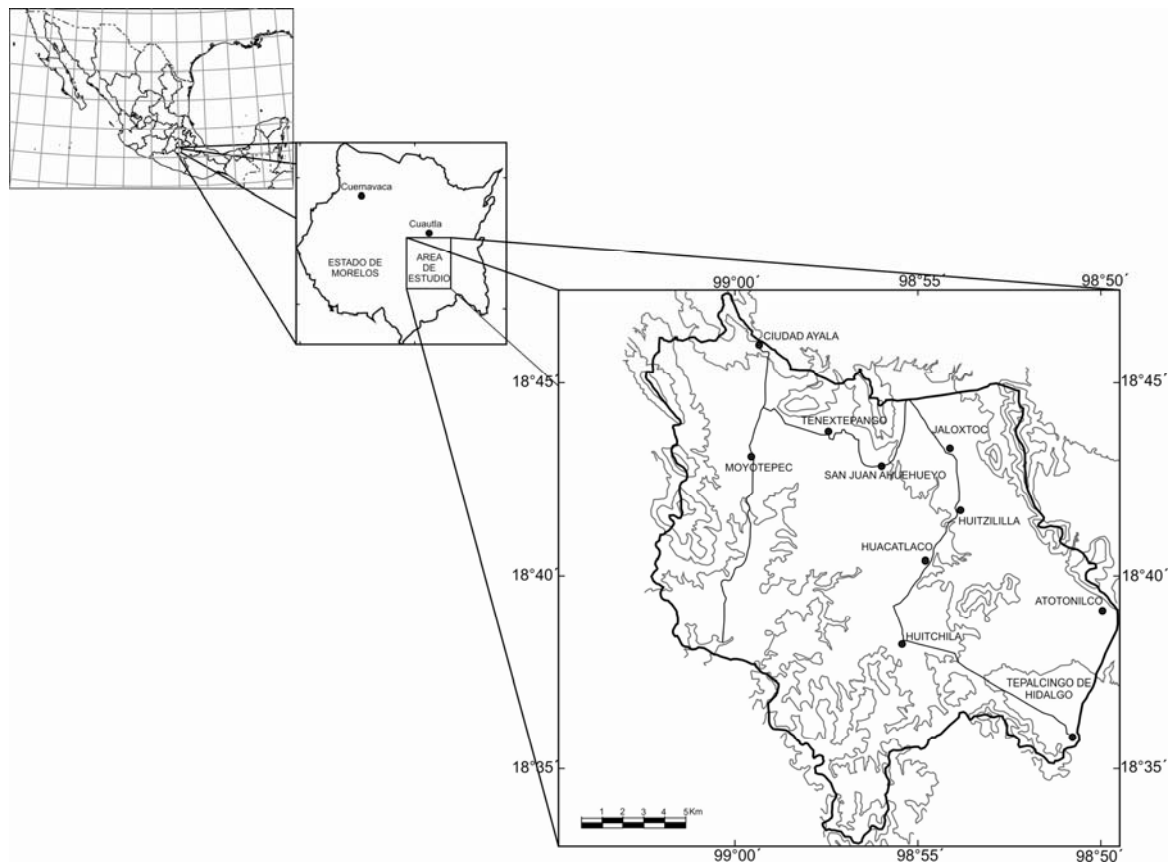 Cuernavaca
Cuautla
ESTADO DE
MORELOS
AREA
DE
ESTUDIO
99°00´
98°55´
98°50´
CIUDAD AYALA
18°45´
18°45´
TENEXTEPANGO
JALOXTOC
MOYOTEPEC
SAN JUAN AHUEHUEYO
HUITZILILLA
HUACATLACO
18°40´
18°40´
ATOTONILCO
HUITCHILA
TEPALCINGO DE
HIDALGO
18°35´
18°35´
1 2 3 4 5Km
99°00´
98°55´
98°50´